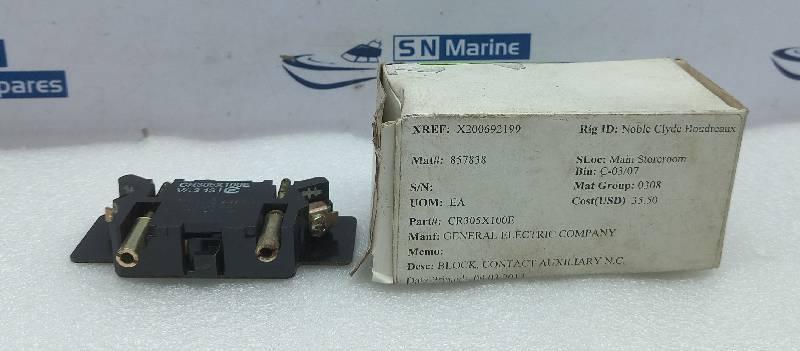 pares
SN Marine
XREF: X200692199
Rig ID: Noble Clyde Boudreaux
Mat#: 857838
SLoc: Main Storeroom
Bin: C-03/07
S/N:
Mat Group: 0308
UOM: EA
Cost(USD) 35.50
Part#: CR305X100E
Manf: GENERAL ELECTRIC COMPANY
Memo:
Desc: BLOCK, CONTACT AUXILIARY N.C.
CR305X100E